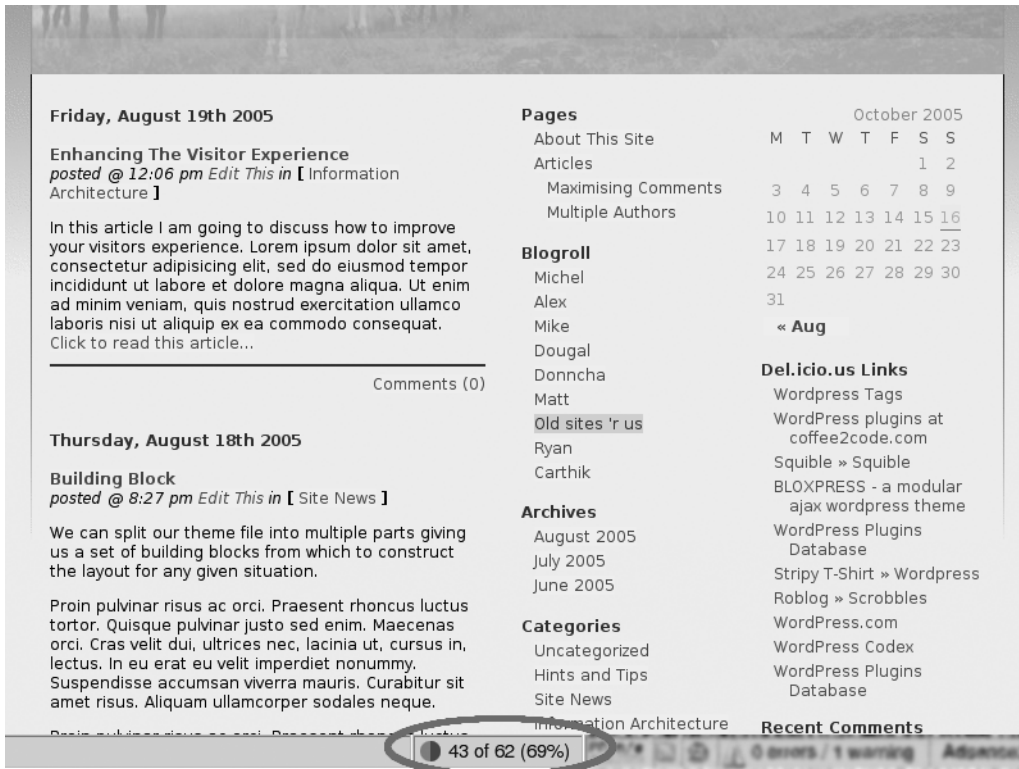 Friday, August 19th 2005
Enhancing The Visitor Experience
posted @ 12:06 pm Edit This in [ Information
Architecture ]
In this article I am going to discuss how to improve
your visitors experience. Lorem ipsum dolor sit amet,
consectetur adipisicing elit, sed do eiusmod tempor
incididunt ut labore et dolore magna aliqua. Ut enim
ad minim veniam, quis nostrud exercitation ullamco
laboris nisi ut aliquip ex ea commodo consequat.
Click to read this article...
Comments (0)
Thursday, August 18th 2005
Building Block
posted @ 8:27 pm Edit This in [ Site News ]
We can split our theme file into multiple parts giving
us a set of building blocks from which to construct
the layout for any given situation.
Proin pulvinar risus ac orci. Praesent rhoncus luctus
tortor. Quisque pulvinar justo sed enim. Maecenas
orci. Cras velit dui, ultrices nec, lacinia ut, cursus in,
lectus. In eu erat eu velit imperdiet nonummy.
Suspendisse accumsan viverra mauris. Curabitur sit
amet risus. Aliquam ullamcorper sodales neque.
Proin pulvinar risus ac orci. Praesent rhoncus luctus
Pages
About This Site
Articles
Maximising Comments
Multiple Authors
Blogroll
Michel
Alex
Mike
Dougal
Donncha
Matt
Old sites 'r us
Ryan
Carthik
Archives
August 2005
July 2005
June 2005
Categories
Uncategorized
Hints and Tips
Site News
Information Architecture
October 2005
M T W T F S S
1 2
3 4 5 6 7 8 9
10 11 12 13 14 15 16
17 18 19 20 21 22 23
24 25 26 27 28 29 30
31
« Aug
Del.icio.us Links
Wordpress Tags
WordPress plugins at
coffee2code.com
Squible » Squible
BLOXPRESS - a modular
ajax wordpress theme
WordPress Plugins
Database
Stripy T-Shirt » Wordpress
Roblog » Scrobbles
WordPress.com
WordPress Codex
WordPress Plugins
Database
Recent Comments
43 of 62 (69%)
0 errors / 1 warning
Adsense